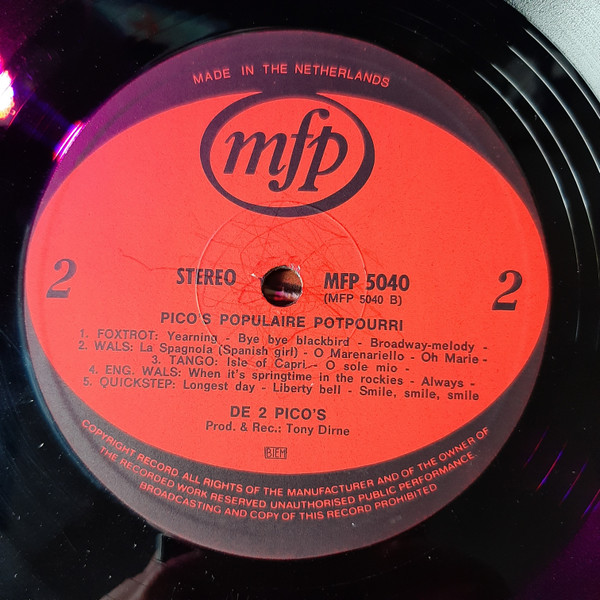 MADE IN THE NETHERLANDS
mfp
2
STEREO
MFP 5040
(MFP 5040 B)
2
PICO'S POPULAIRE POTPOURRI
1. FOXTROT: Yearning - Bye bye blackbird - Broadway-melody -
2. WALS: La Spagnola (Spanish girl) - O Marenariello - Oh Marie -
3. TANGO: Isle of Capri - O sole mio -
4. ENG. WALS: When it's springtime in the rockies - Always -
5. QUICKSTEP: Longest day - Liberty bell - Smile, smile, smile
DE 2 PICO'S
Prod. & Rec.: Tony Dirne
BIEM
COPYRIGHT RECORD ALL RIGHTS OF THE MANUFACTURER AND OF THE OWNER OF
THE RECORDED WORK RESERVED UNAUTHORISED PUBLIC PERFORMANCE
BROADCASTING AND COPY OF THIS RECORD PROHIBITED